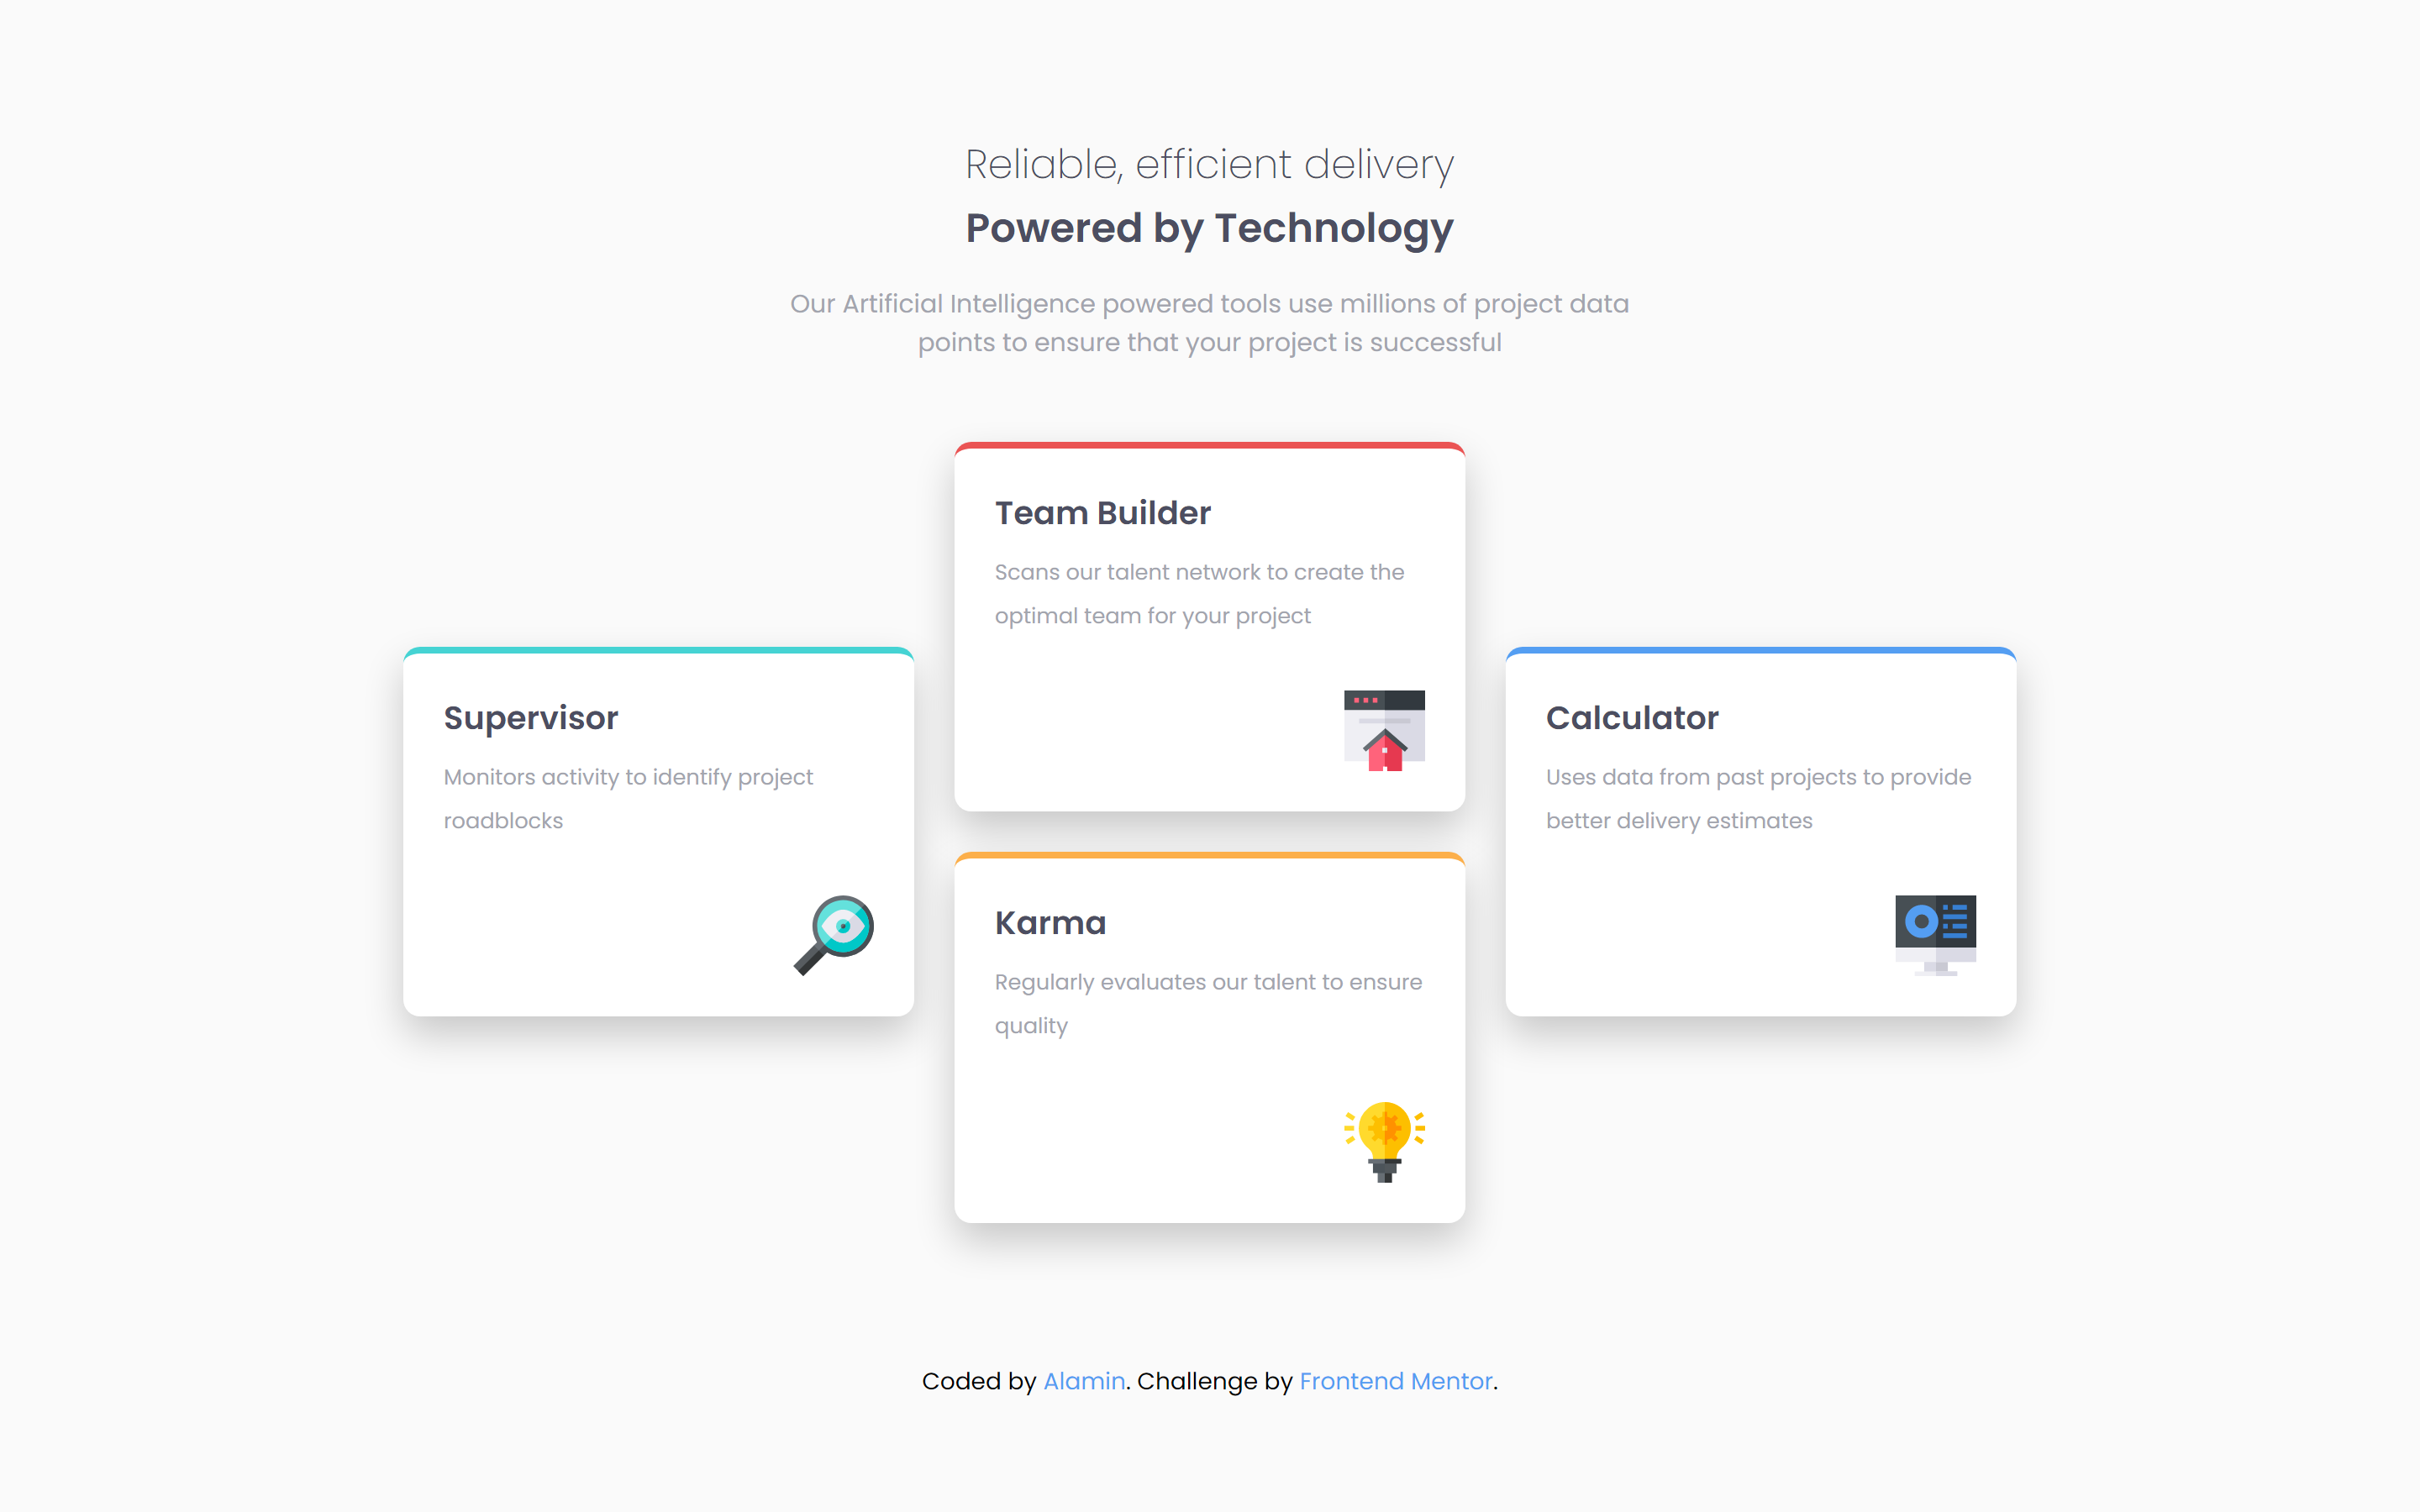 Reliable, efficient delivery
Powered by Technology
Our Artificial Intelligence powered tools use millions of project data
points to ensure that your project is successful
Supervisor
Monitors activity to identify project
roadblocks
Team Builder
Scans our talent network to create the
optimal team for your project
Karma
Regularly evaluates our talent to ensure
quality
Calculator
Uses data from past projects to provide
better delivery estimates
Coded by Alamin. Challenge by Frontend Mentor.